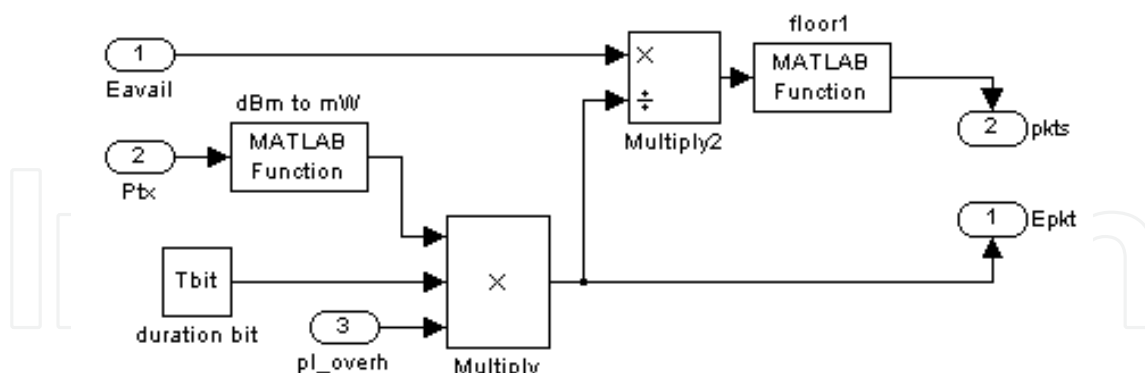 floor1
1
Eavail
×
÷
Multiply2
MATLAB
Function
2
pkts
dBm to mW
2
Ptx
MATLAB
Function
1
Epkt
Tbit
duration bit
3
pl_overh
×
Multiply